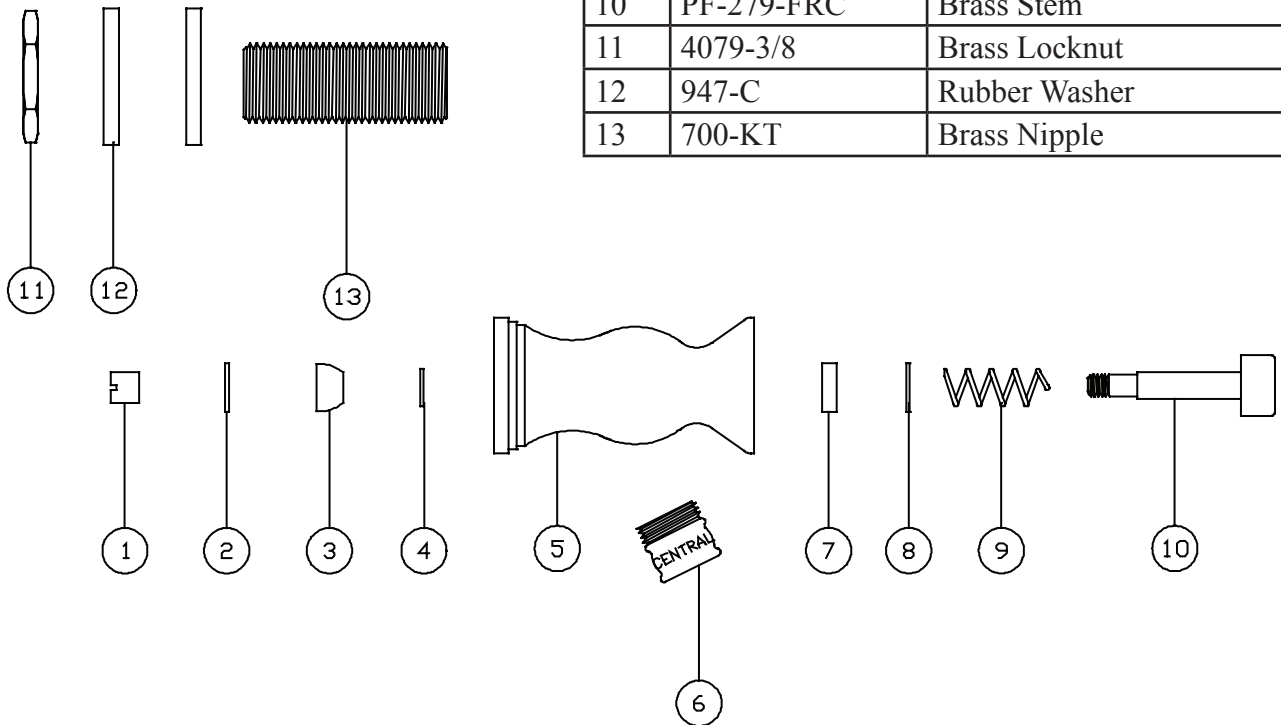 10 PF-279-FRC Brass Stem
11 4079-3/8 Brass Locknut
12 947-C Rubber Washer
13 700-KT Brass Nipple
11 12 13
1 2 3 4 5 7 8 9 10
CENTRAL
6